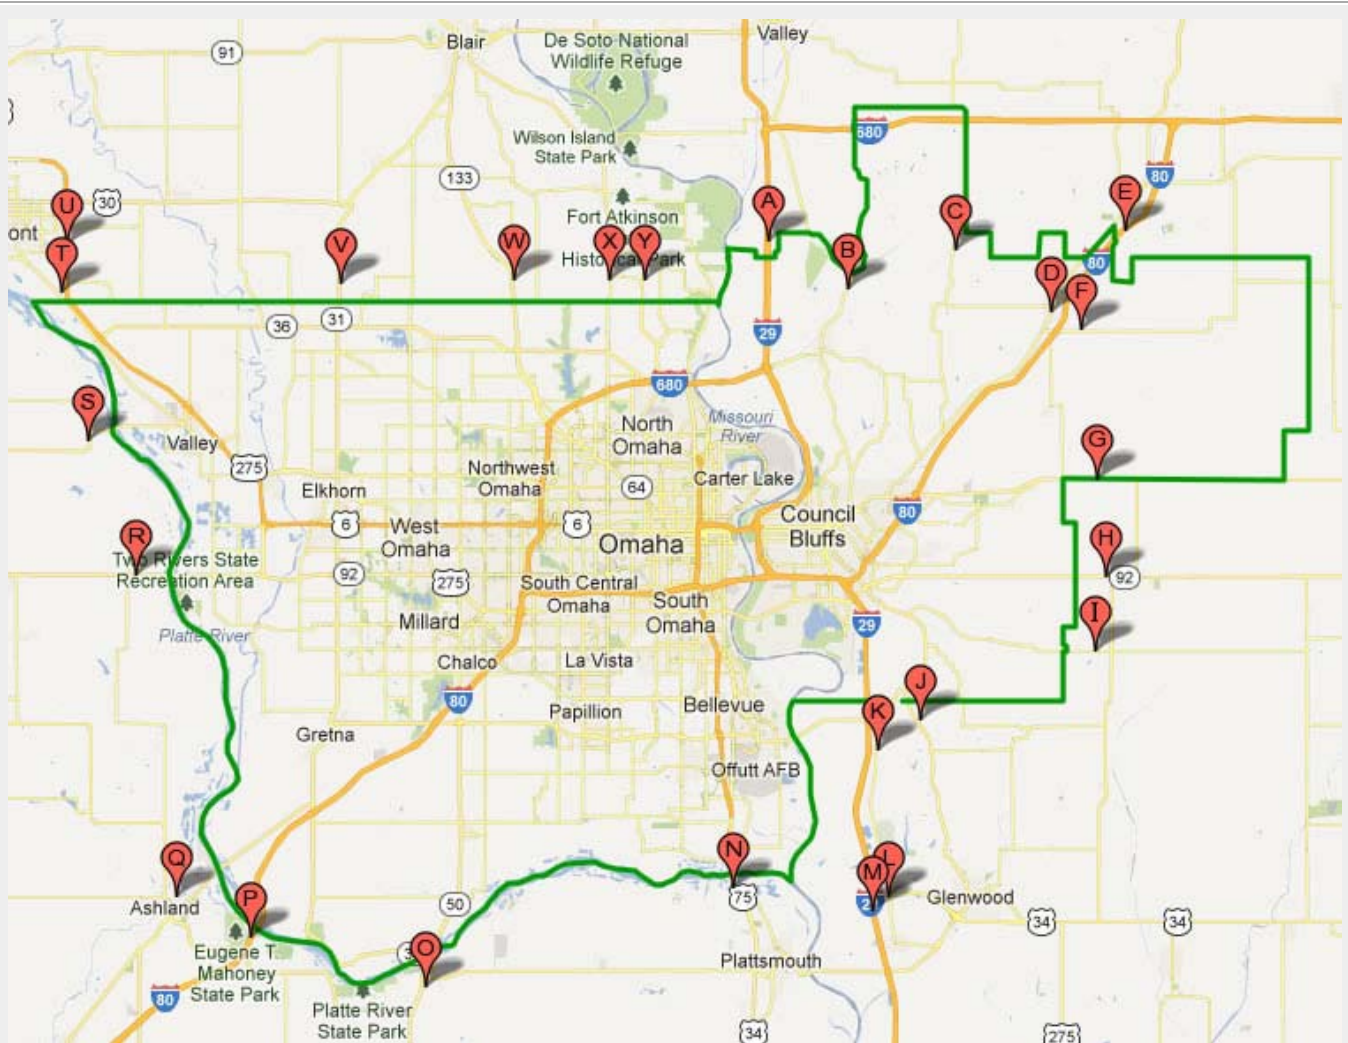 Valley
Blair
De Soto National
Wildlife Refuge
91
Wilson Island
State Park
680
133
80
E
U
30
A
C
Fort Atkinson
ont
T
V
W
X
Y
B
Historical Park
80
D
F
36
31
29
680
S
Missouri
River
North
Omaha
Valley
G
275
Northwest
Omaha
Carter Lake
Elkhorn
64
80
6
West
Omaha
6
Council
Bluffs
R
Omaha
H
Two Rivers State
Recreation Area
92
275
South Central
Omaha
92
South
Omaha
I
Millard
29
Platte River
Chalco
La Vista
J
80
Papillion
Bellevue
K
Gretna
Offutt AFB
Q
N
L
M
Ashland
P
50
75
Glenwood
34
34
Eugene T.
Mahoney
State Park
O
Plattsmouth
80
Platte River
State Park
34
275